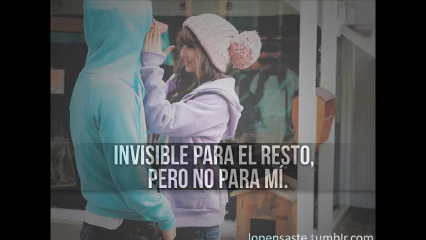 INVISIBLE PARA EL RESTO,
PERO NO PARA MÍ.
lopensaste.tumblr.com